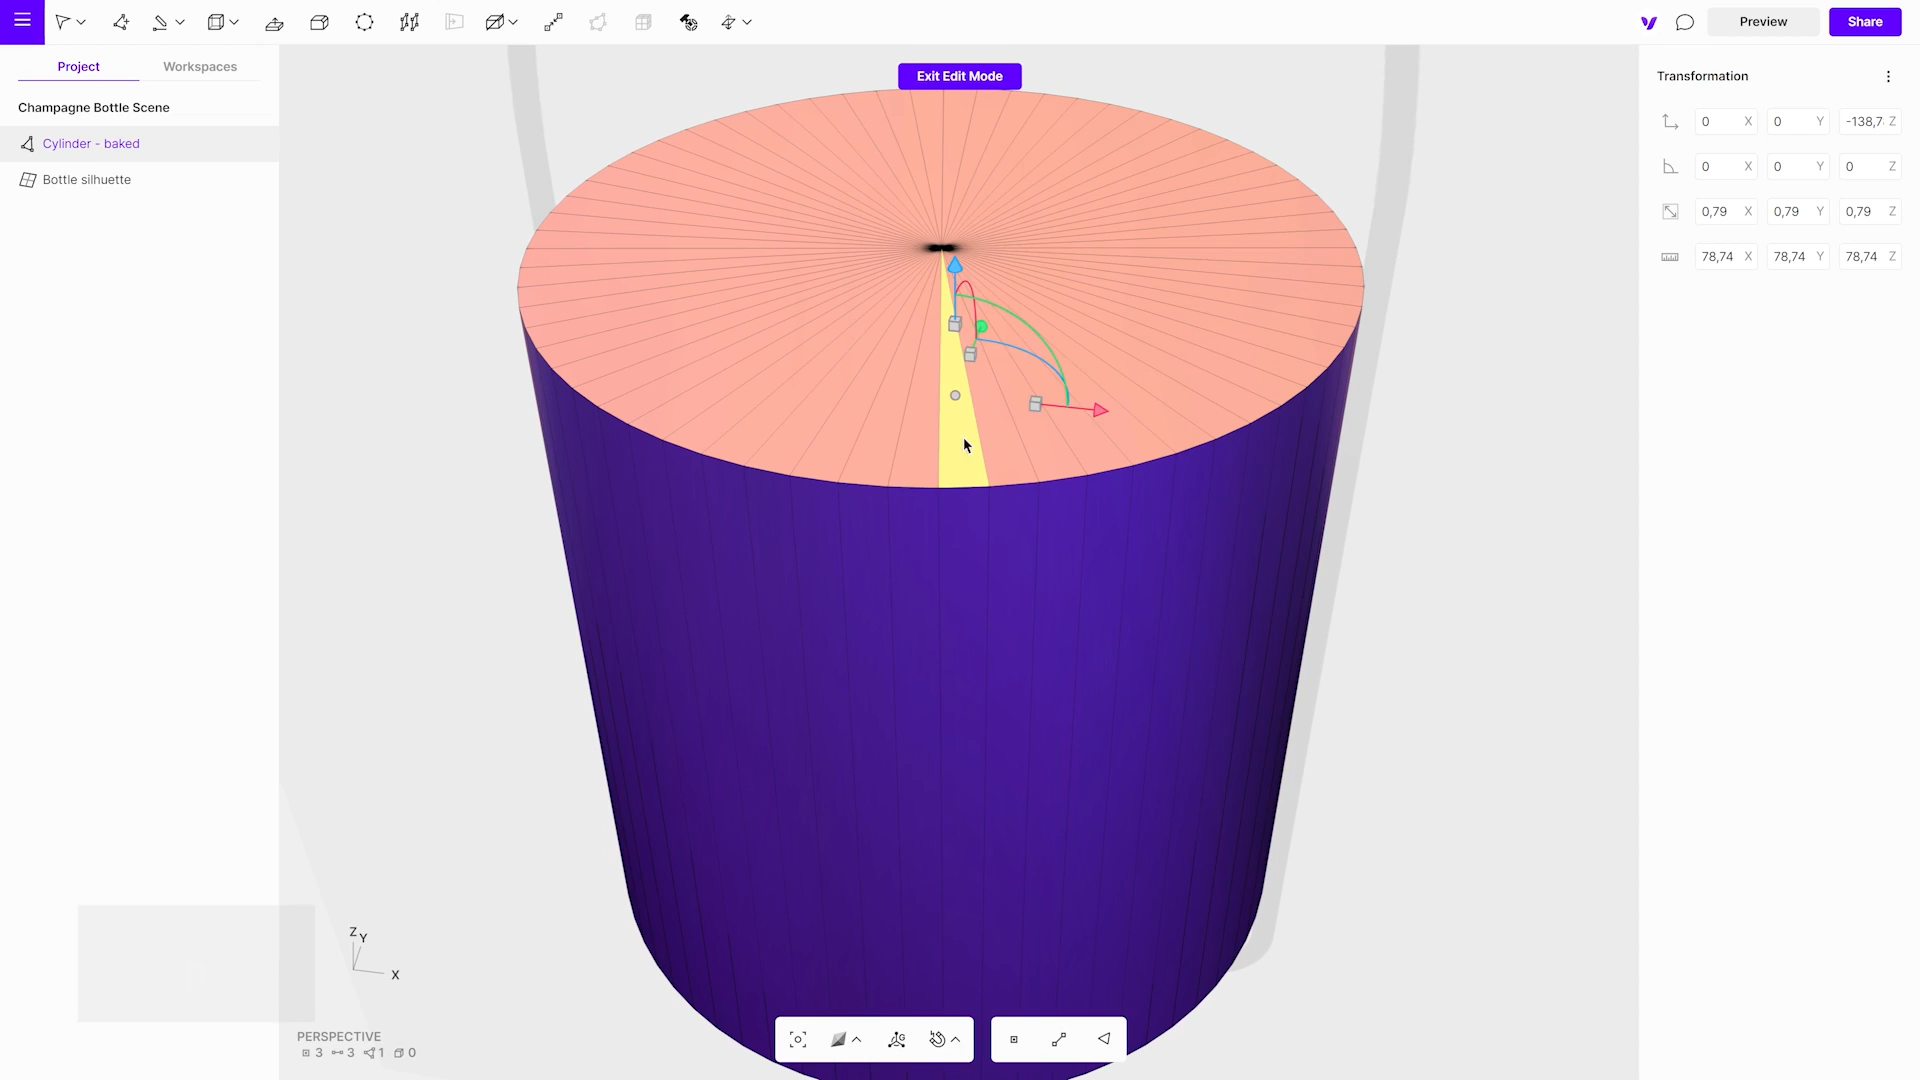 Preview
Share
Project
Workspaces
Exit Edit Mode
Transformation
Champagne Bottle Scene
0 X 0 Y -138,7 Z
Cylinder - baked
0 X 0 Y 0 Z
Bottle silhuette
0,79 X 0,79 Y 0,79 Z
78,74 X 78,74 Y 78,74 Z
Z
Y
X
PERSPECTIVE
3 3 1 0